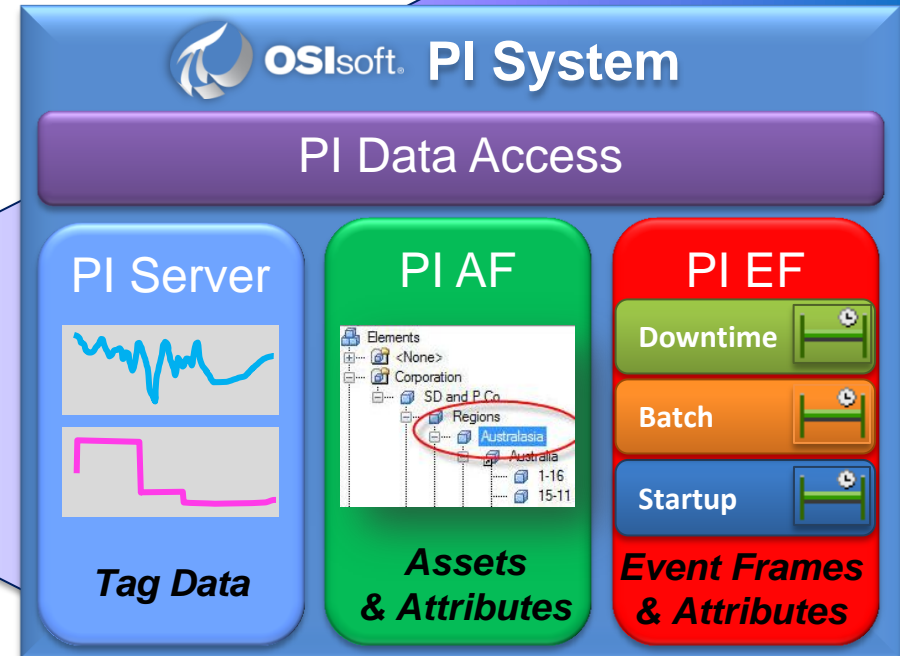 OSIsoft. PI System
PI Data Access
PI Server
Tag Data
PI AF
Elements
<None>
Corporation
SD and P Co
Regions
Australasia
Australia
1-16
15-11
Assets
& Attributes
PI EF
Downtime
Batch
Startup
Event Frames
& Attributes